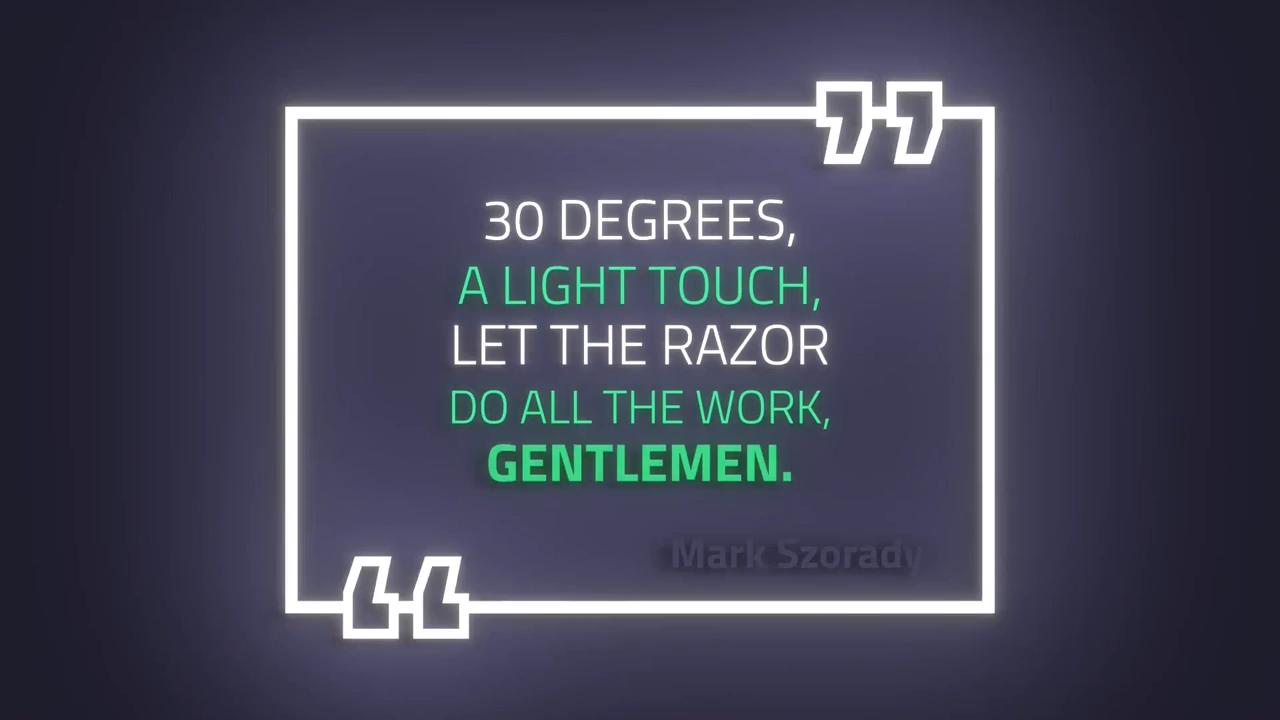 30 DEGREES,
A LIGHT TOUCH,
LET THE RAZOR
DO ALL THE WORK,
GENTLEMEN.
Mark Szorady